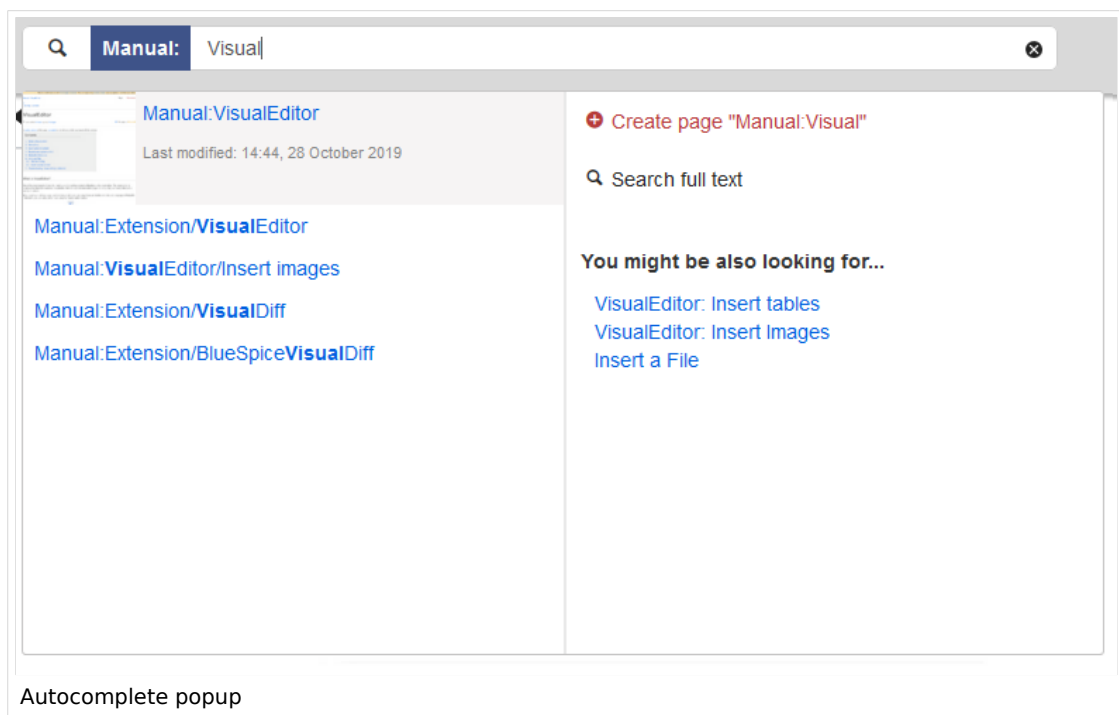 Manual: Visual
Manual:VisualEditor
Last modified: 14:44, 28 October 2019
Manual:Extension/VisualEditor
Manual:VisualEditor/Insert images
Manual:Extension/VisualDiff
Manual:Extension/BlueSpiceVisualDiff
Create page "Manual:Visual"
Search full text
You might be also looking for...
VisualEditor: Insert tables
VisualEditor: Insert Images
Insert a File
Autocomplete popup